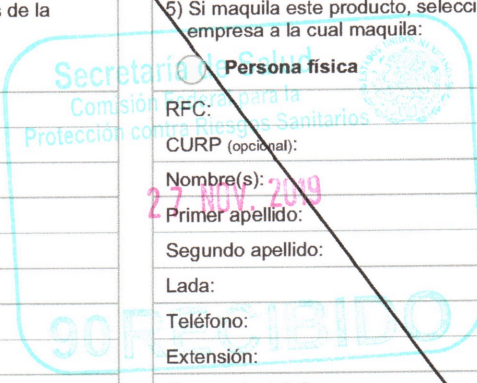 s de la
5) Si maquila este producto, selecci
empresa a la cual maquila:
Secretaría de Salud
Persona física
Comisión Federal para la
RFC:
Protección contra Riesgos Sanitarios
CURP (opcional):
Nombre(s):
27 NOV. 2019
Primer apellido:
Segundo apellido:
Lada:
Teléfono:
90 RECIBIDO
Extensión: